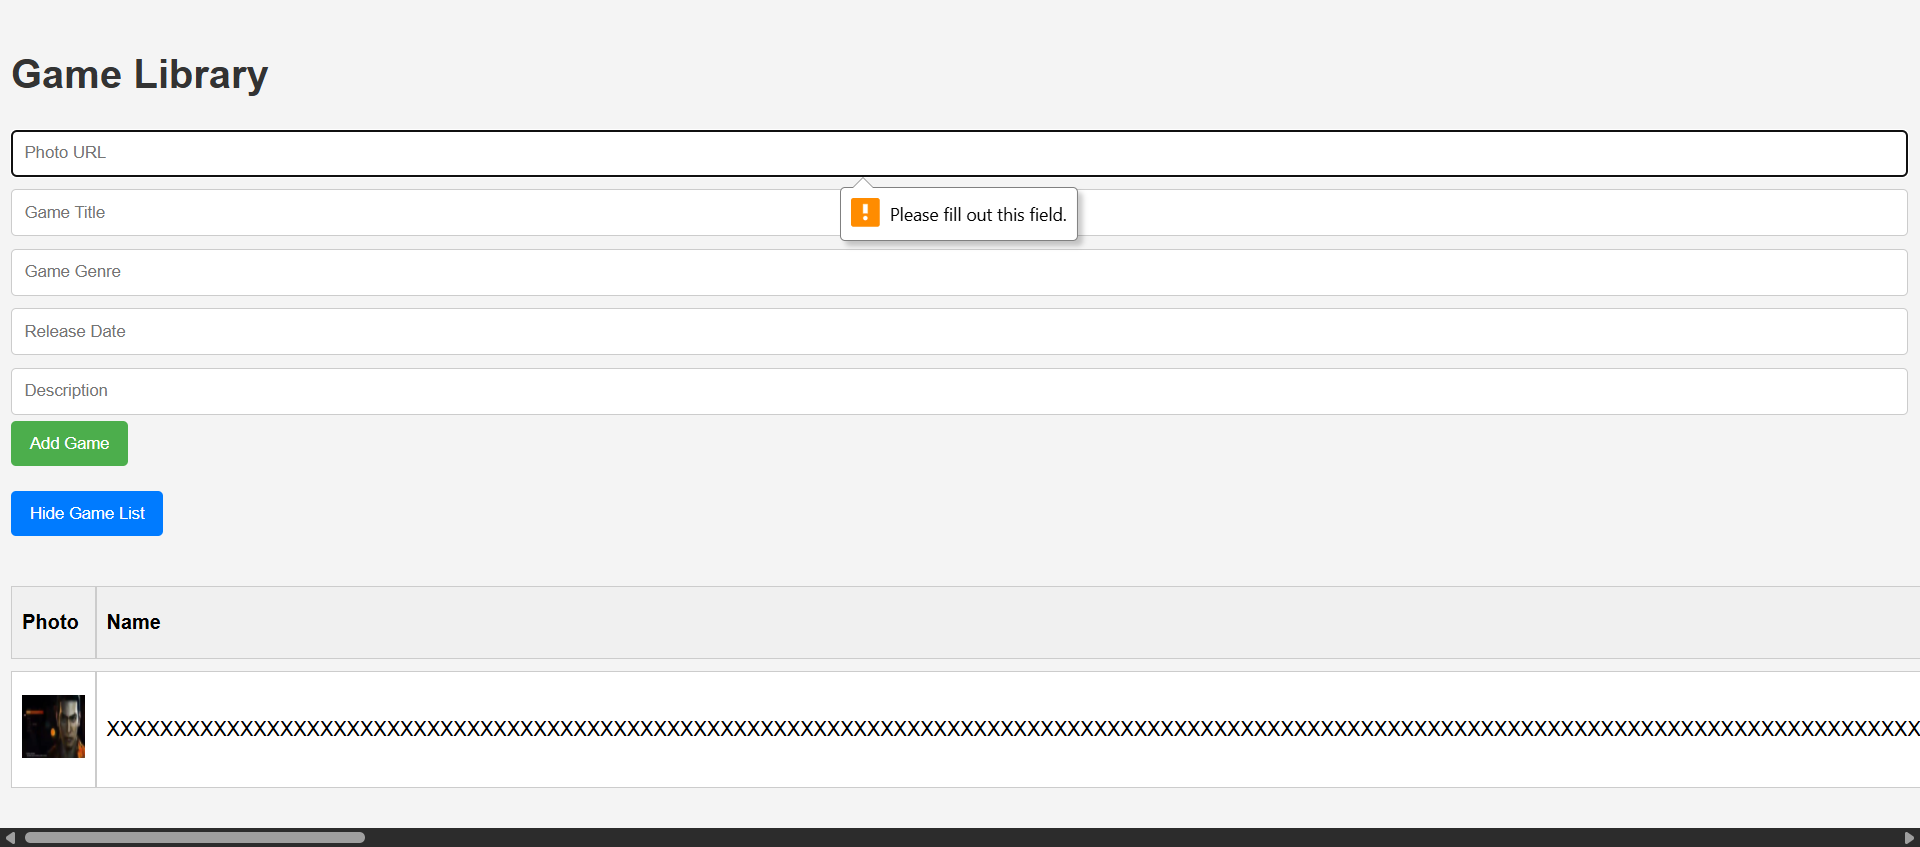 Game Library
Photo URL
Game Title
Please fill out this field.
Game Genre
Release Date
Description
Add Game
Hide Game List
Photo Name
XXXXXXXXXXXXXXXXXXXXXXXXXXXXXXXXXXXXXXXXXXXXXXXXXXXXXXXXXXXXXXXXXXXXXXXXXXXXXXXXXXXXXXXXXXXXXXXXXXXXXXXXXXXXXXXXXXXXXXXXXXXXXXXXXXXXXXXX